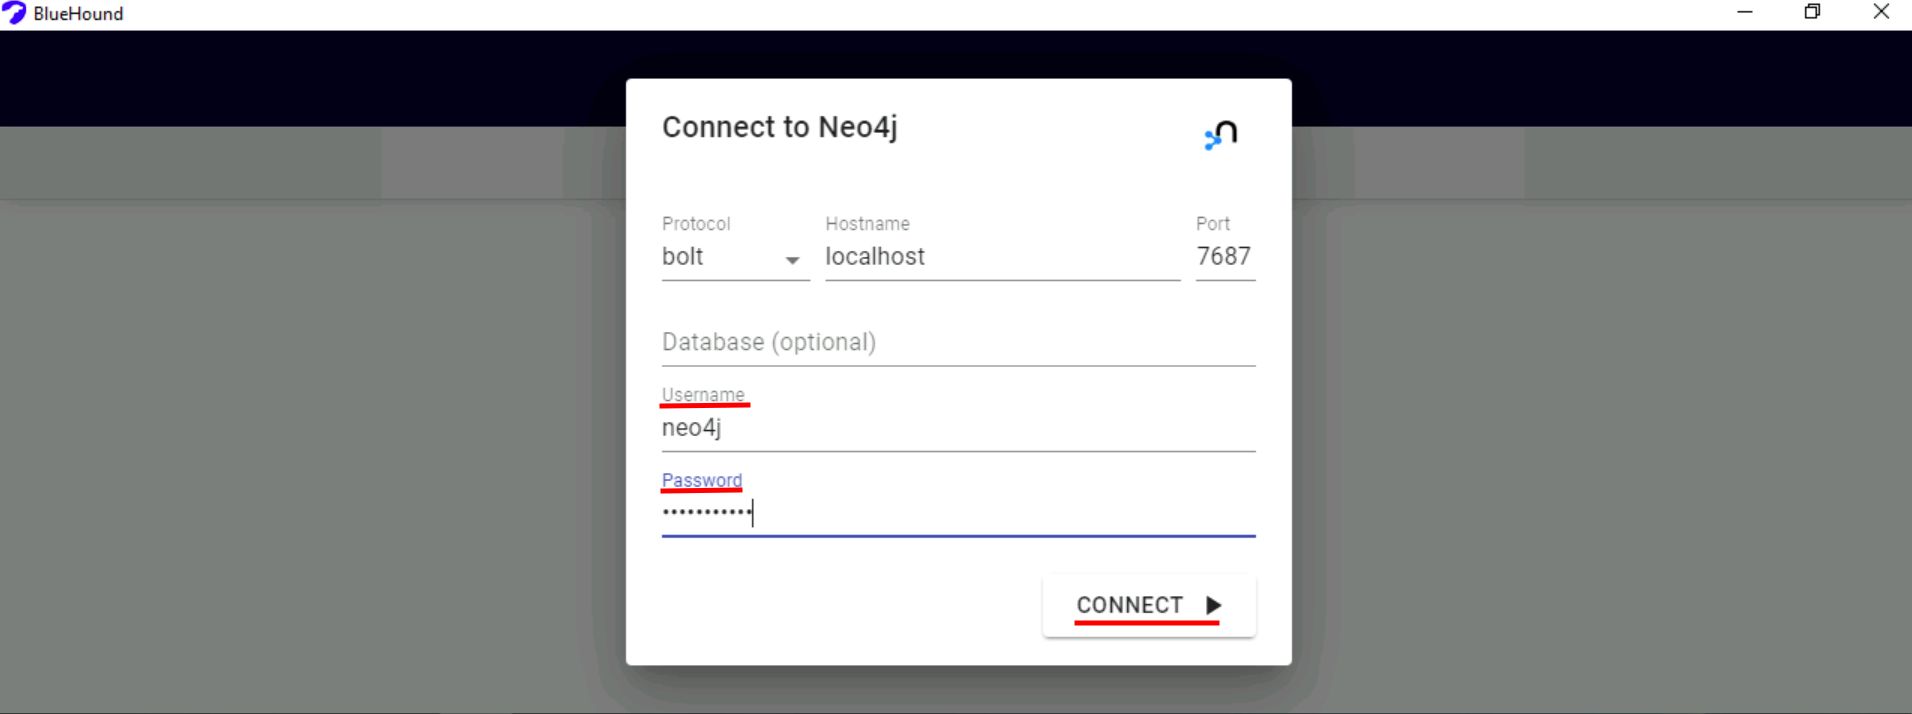 BlueHound
Connect to Neo4j
Protocol Hostname Port
bolt localhost 7687
Database (optional)
Username
neo4j
Password
•••••••••••
CONNECT